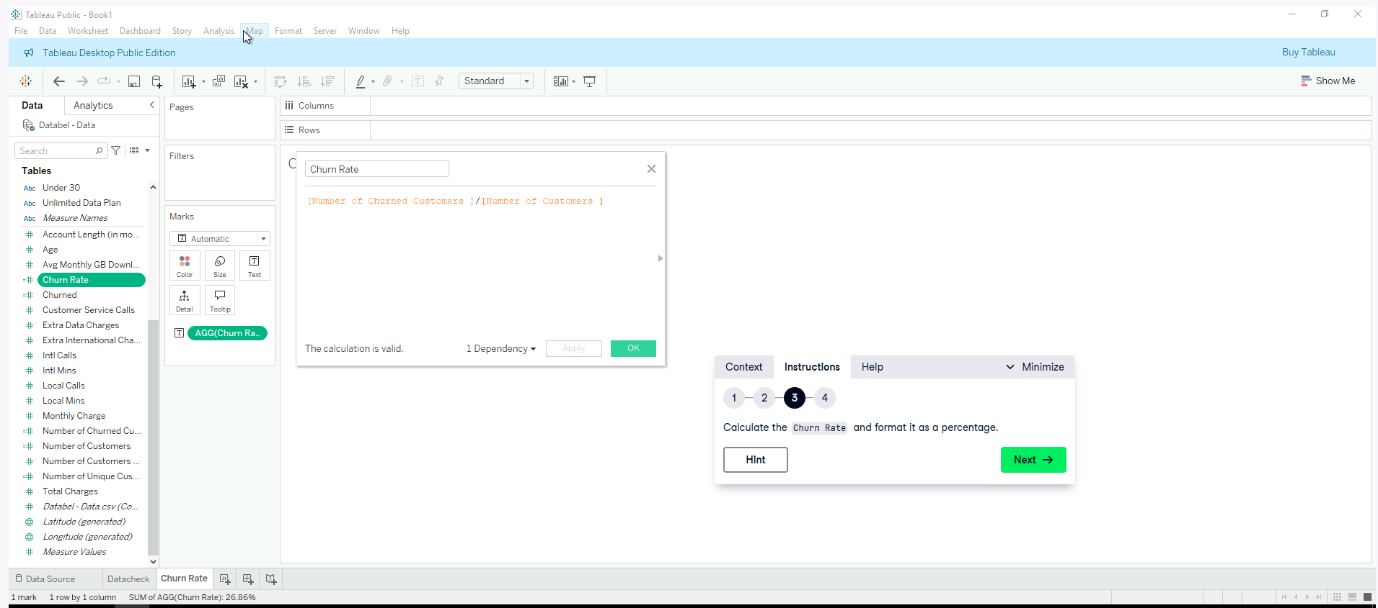 Tableau Public - Book1
File Data Worksheet Dashboard Story Analysis Map Format Server Window Help
Tableau Desktop Public Edition
Buy Tableau
Standard
Show Me
Data Analytics
Databel - Data
Search
Tables
Abc Under 30
Abc Unlimited Data Plan
Abc Measure Names
Account Length (in mo...
Age
Avg Monthly GB Downl...
Churn Rate
Churned
Customer Service Calls
Extra Data Charges
Extra International Cha...
Intl Calls
Intl Mins
Local Calls
Local Mins
Monthly Charge
Number of Churned Cu...
Number of Customers
Number of Customers ...
Number of Unique Cus...
Total Charges
Databel - Data.csv (Co...
Latitude (generated)
Longitude (generated)
Measure Values
Pages
Filters
Marks
Automatic
Color Size Text
Detail Tooltip
AGG(Churn Ra..
Columns
Rows
Churn Rate
[Number of Churned Customers ]/[Number of Customers ]
The calculation is valid.
1 Dependency
Apply
OK
Context Instructions Help Minimize
1 2 3 4
Calculate the Churn Rate and format it as a percentage.
Hint
Next →
Data Source Datacheck Churn Rate
1 mark 1 row by 1 column SUM of AGG(Churn Rate): 26.86%